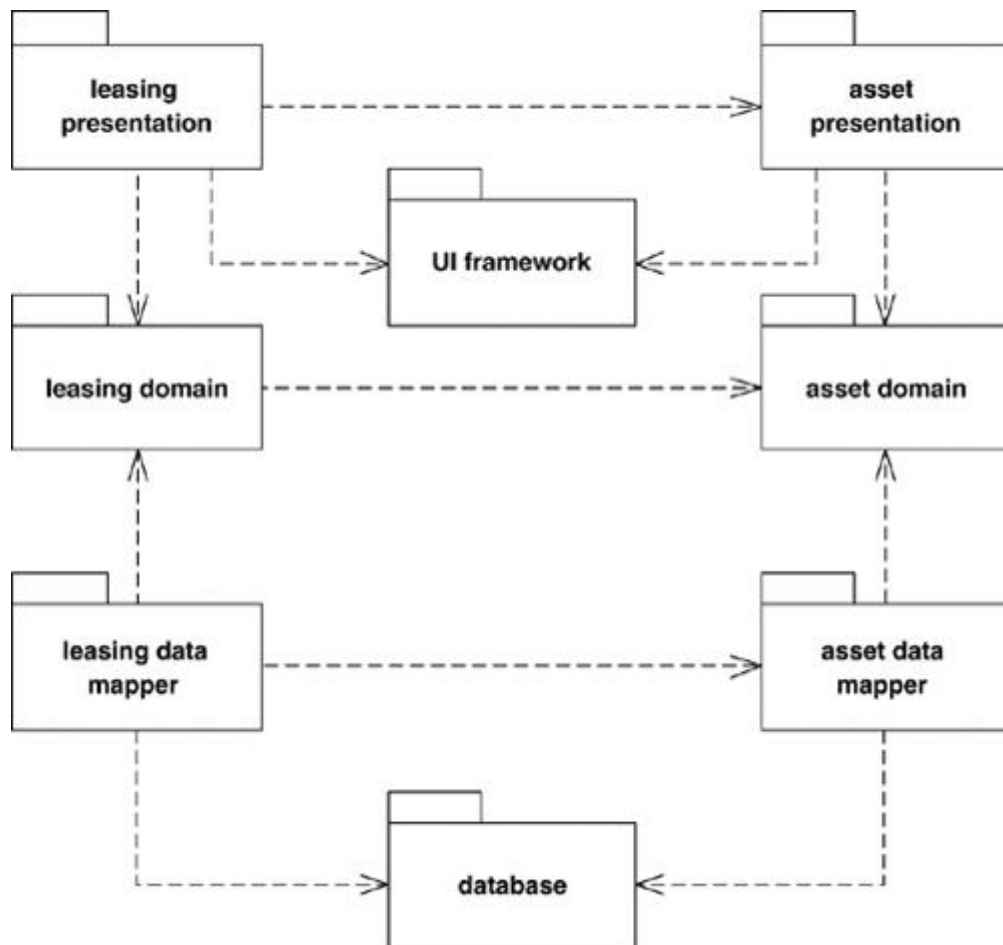 leasing
presentation
asset
presentation
UI framework
leasing domain
asset domain
leasing data
mapper
asset data
mapper
database